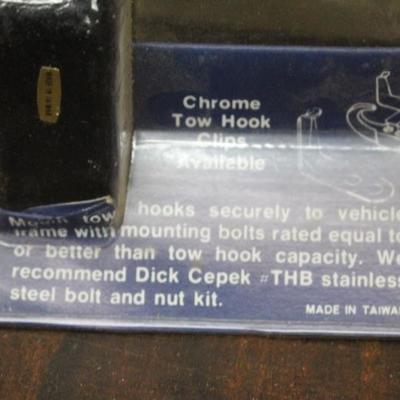 Chrome
Tow Hook
Clips
Available
Mount tow hooks securely to vehicle
frame with mounting bolts rated equal to
or better than tow hook capacity. We
recommend Dick Cepek #THB stainless
steel bolt and nut kit.
MADE IN TAIWA